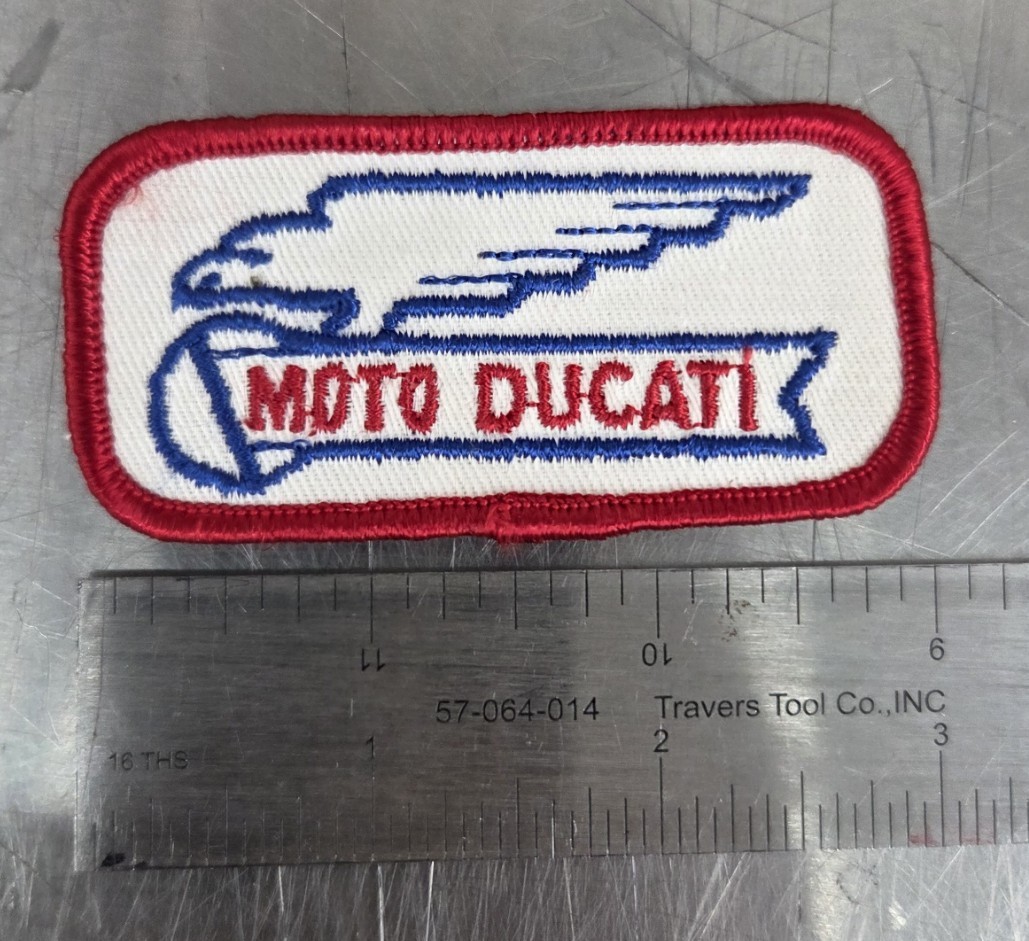 MOTO DUCATI
11 10 9
57-064-014 Travers Tool Co.,INC
1 2 3
16 THS